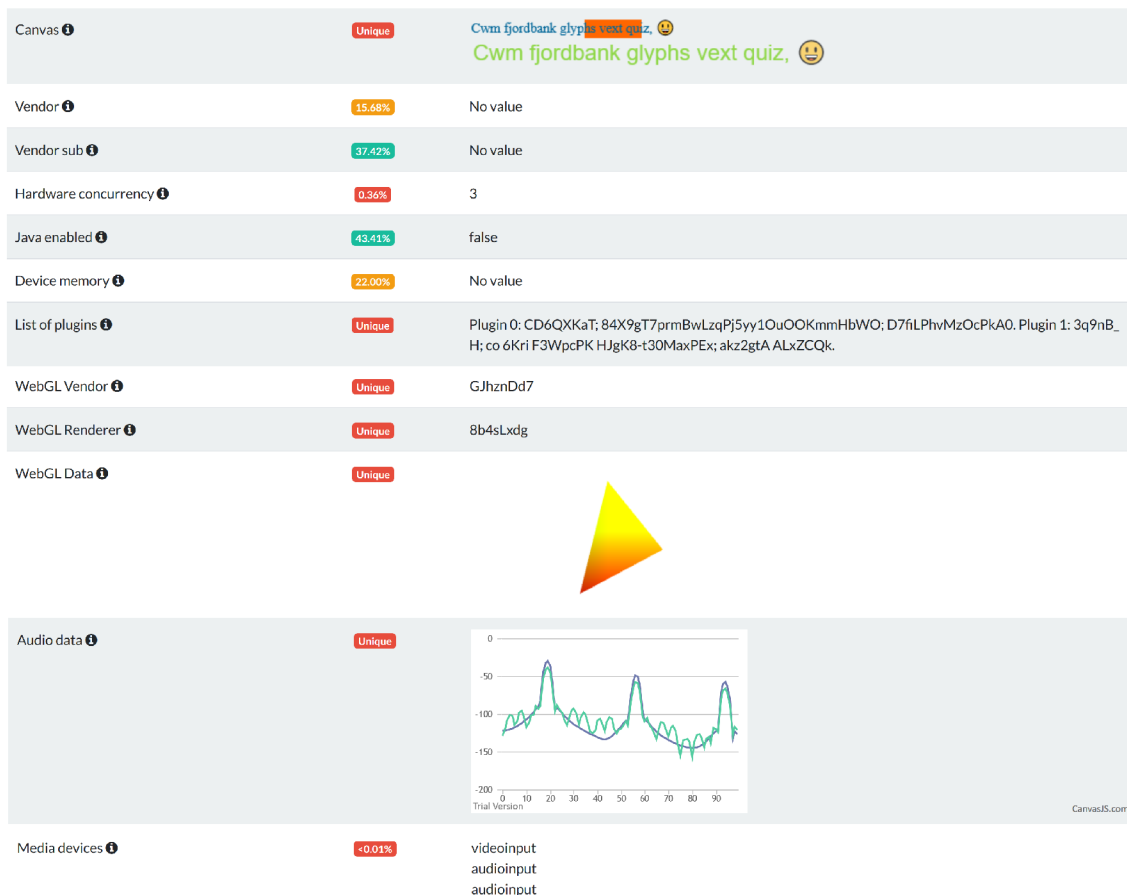 Canvas Unique Cwm fjordbank glyphs vext quiz, 😃
Cwm fjordbank glyphs vext quiz, 😃
Vendor 15.68% No value
Vendor sub 37.42% No value
Hardware concurrency 0.36% 3
Java enabled 43.41% false
Device memory 22.00% No value
List of plugins Unique Plugin 0: CD6QXKaT; 84X9gT7prmBwLzqPj5yy1OuOOKmmHbWO; D7fiLPhvMzOcPkA0. Plugin 1: 3q9nB_
H; co 6Kri F3WpcPK HJgK8-t30MaxPEx; akz2gtA ALxZCQk.
WebGL Vendor Unique GJhznDd7
WebGL Renderer Unique 8b4sLxdg
WebGL Data Unique
Audio data Unique
0
-50
-100
-150
-200
0 10 20 30 40 50 60 70 80 90
Trial Version CanvasJS.com
Media devices <0.01% videoinput
audioinput
audioinput